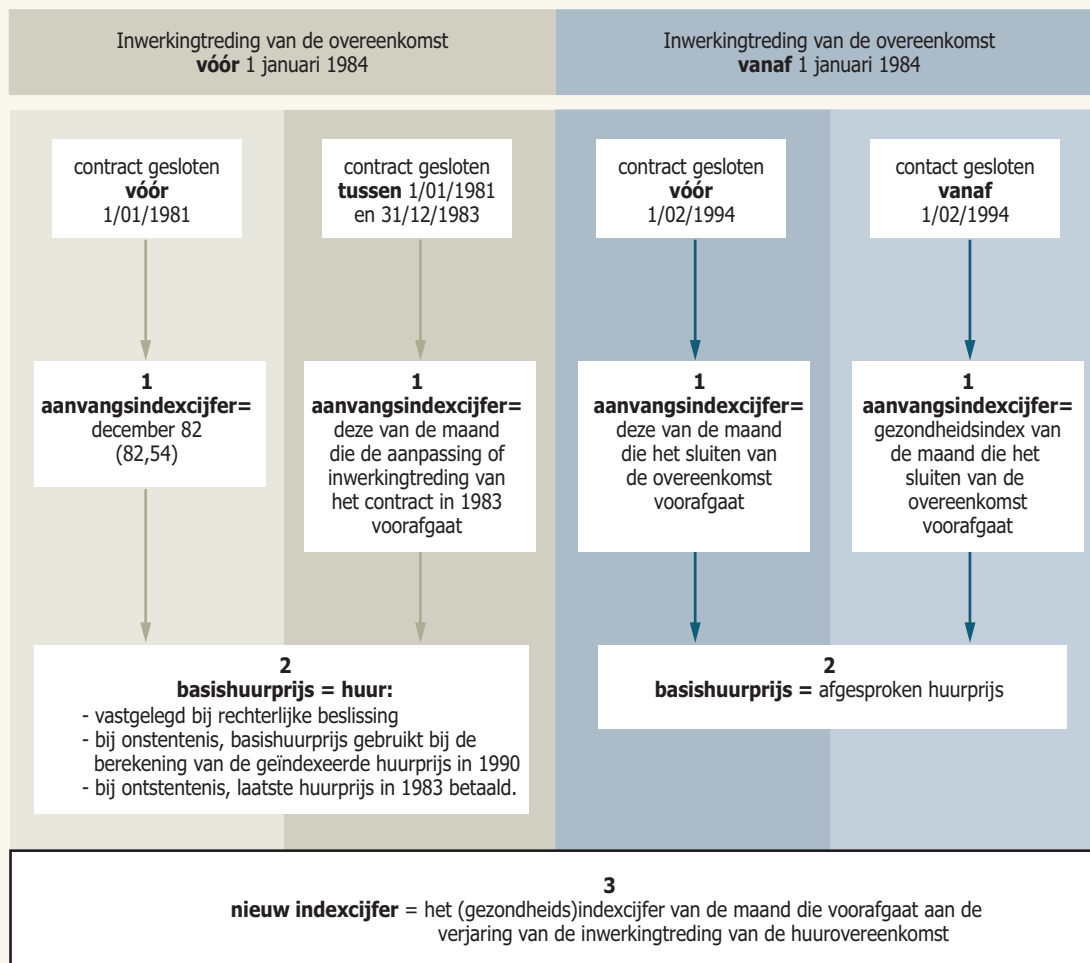 Inwerkingtreding van de overeenkomst
vóór 1 januari 1984
Inwerkingtreding van de overeenkomst
vanaf 1 januari 1984
contract gesloten
vóór
1/01/1981
contract gesloten
tussen 1/01/1981
en 31/12/1983
contract gesloten
vóór
1/02/1994
contact gesloten
vanaf
1/02/1994
1
aanvangsindexcijfer=
december 82
(82,54)
1
aanvangsindexcijfer=
deze van de maand
die de aanpassing of
inwerkingtreding van
het contract in 1983
voorafgaat
1
aanvangsindexcijfer=
deze van de maand
die het sluiten van
de overeenkomst
voorafgaat
1
aanvangsindexcijfer=
gezondheidsindex van
de maand die het
sluiten van de
overeenkomst
voorafgaat
2
basishuurprijs = huur:
- vastgelegd bij rechterlijke beslissing
- bij onstentenis, basishuurprijs gebruikt bij de
berekening van de geïndexeerde huurprijs in 1990
- bij ontstentenis, laatste huurprijs in 1983 betaald.
2
basishuurprijs = afgesproken huurprijs
3
nieuw indexcijfer = het (gezondheids)indexcijfer van de maand die voorafgaat aan de
verjaring van de inwerkingtreding van de huurovereenkomst